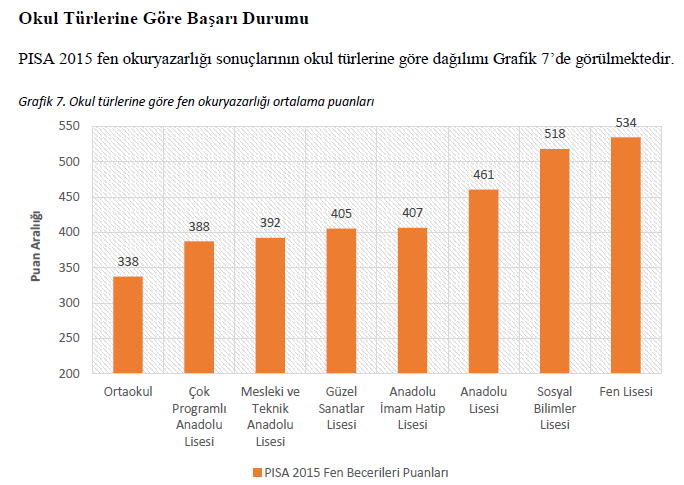 Okul Türlerine Göre Başarı Durumu
PISA 2015 fen okuryazarlığı sonuçlarının okul türlerine göre dağılımı Grafik 7’de görülmektedir.
Grafik 7. Okul türlerine göre fen okuryazarlığı ortalama puanları
550
500
450
400
350
300
250
200
Puan Aralığı
338
388
392
405
407
461
518
534
Ortaokul
Çok
Programlı
Anadolu
Lisesi
Mesleki ve
Teknik
Anadolu
Lisesi
Güzel
Sanatlar
Lisesi
Anadolu
İmam Hatip
Lisesi
Anadolu
Lisesi
Sosyal
Bilimler
Lisesi
Fen Lisesi
PISA 2015 Fen Becerileri Puanları